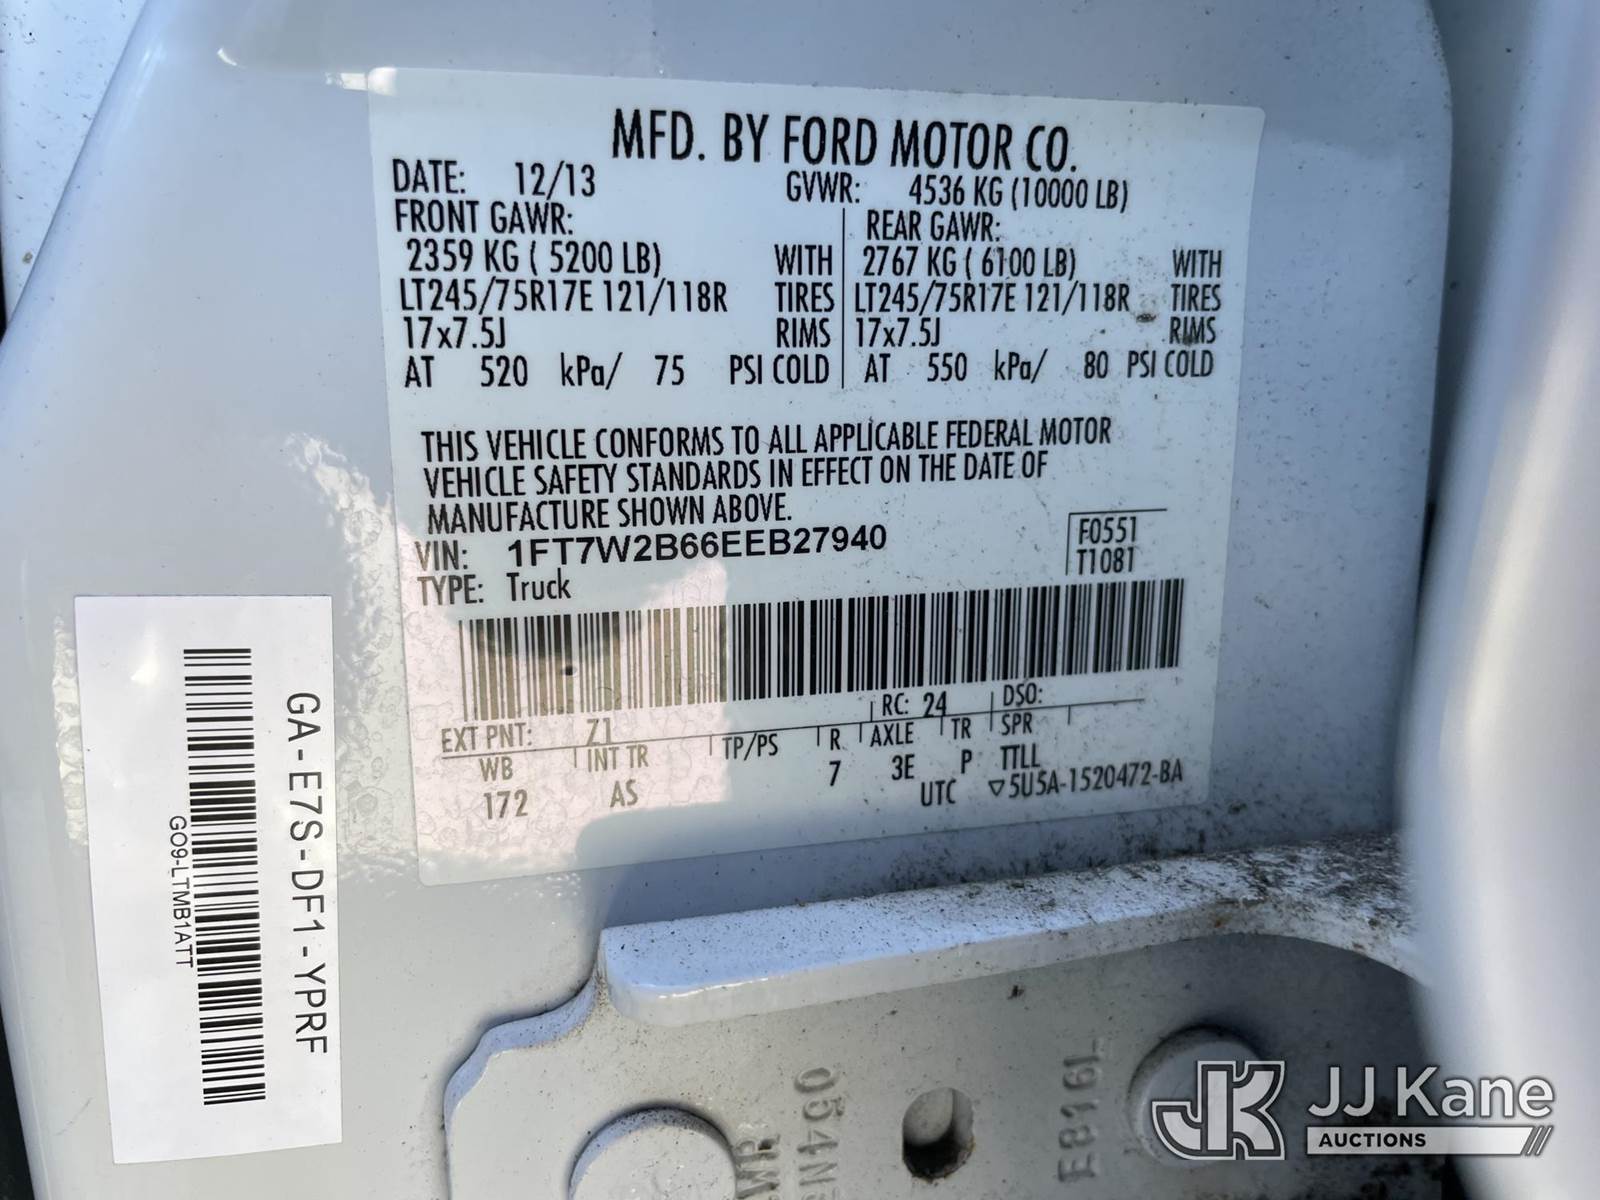 MFD. BY FORD MOTOR CO.
DATE: 12/13 GVWR: 4536 KG (10000 LB)
FRONT GAWR: REAR GAWR:
2359 KG ( 5200 LB) WITH 2767 KG ( 6100 LB) WITH
LT245/75R17E 121/118R TIRES LT245/75R17E 121/118R TIRES
17x7.5J RIMS 17x7.5J RIMS
AT 520 kPa/ 75 PSI COLD AT 550 kPa/ 80 PSI COLD
THIS VEHICLE CONFORMS TO ALL APPLICABLE FEDERAL MOTOR
VEHICLE SAFETY STANDARDS IN EFFECT ON THE DATE OF
MANUFACTURE SHOWN ABOVE.
VIN: 1FT7W2B66EEB27940 F0551
TYPE: Truck T1081
EXT PNT: Z1 RC: 24 DSO:
WB INT TR TP/PS R AXLE TR SPR
172 AS 7 3E P TTLL
UTC ▽5U5A-1520472-BA
GA-E7S-DF1-YPRF
GO9-LTMB1ATT
054N
E816L
JK JJ Kane
AUCTIONS